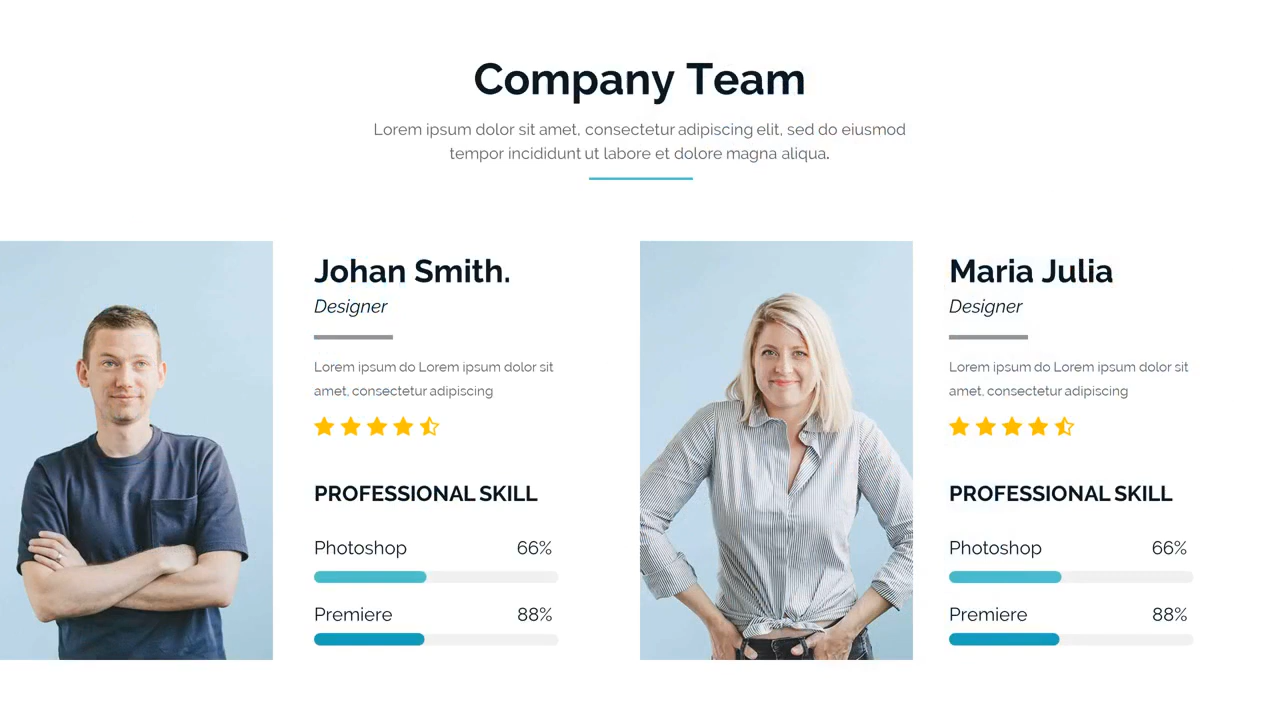 Company Team
Lorem ipsum dolor sit amet, consectetur adipiscing elit, sed do eiusmod
tempor incididunt ut labore et dolore magna aliqua.
Johan Smith.
Designer
Lorem ipsum do Lorem ipsum dolor sit
amet, consectetur adipiscing
PROFESSIONAL SKILL
Photoshop 66%
Premiere 88%
Maria Julia
Designer
Lorem ipsum do Lorem ipsum dolor sit
amet, consectetur adipiscing
PROFESSIONAL SKILL
Photoshop 66%
Premiere 88%